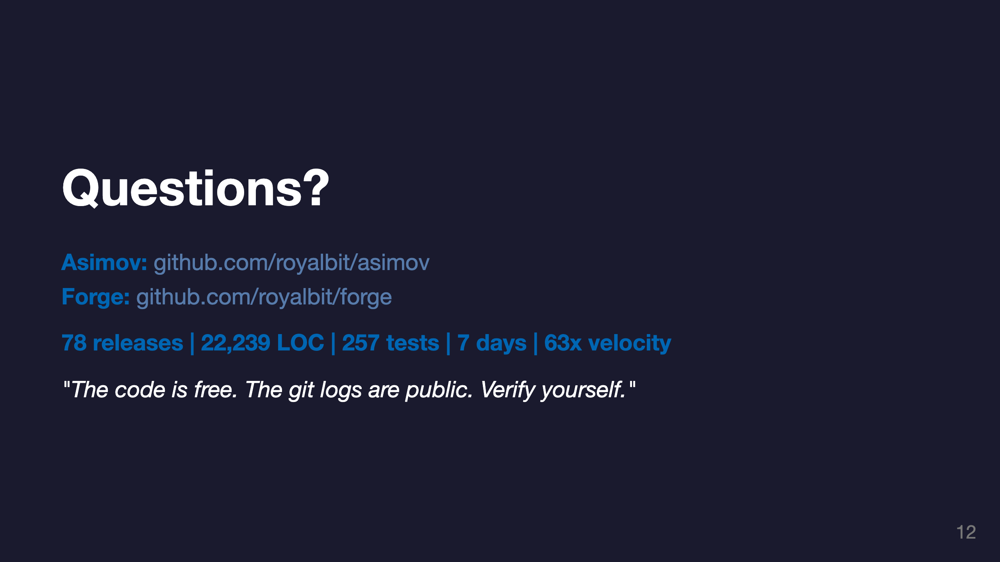 Questions?
Asimov: github.com/royalbit/asimov
Forge: github.com/royalbit/forge
78 releases | 22,239 LOC | 257 tests | 7 days | 63x velocity
"The code is free. The git logs are public. Verify yourself."
12